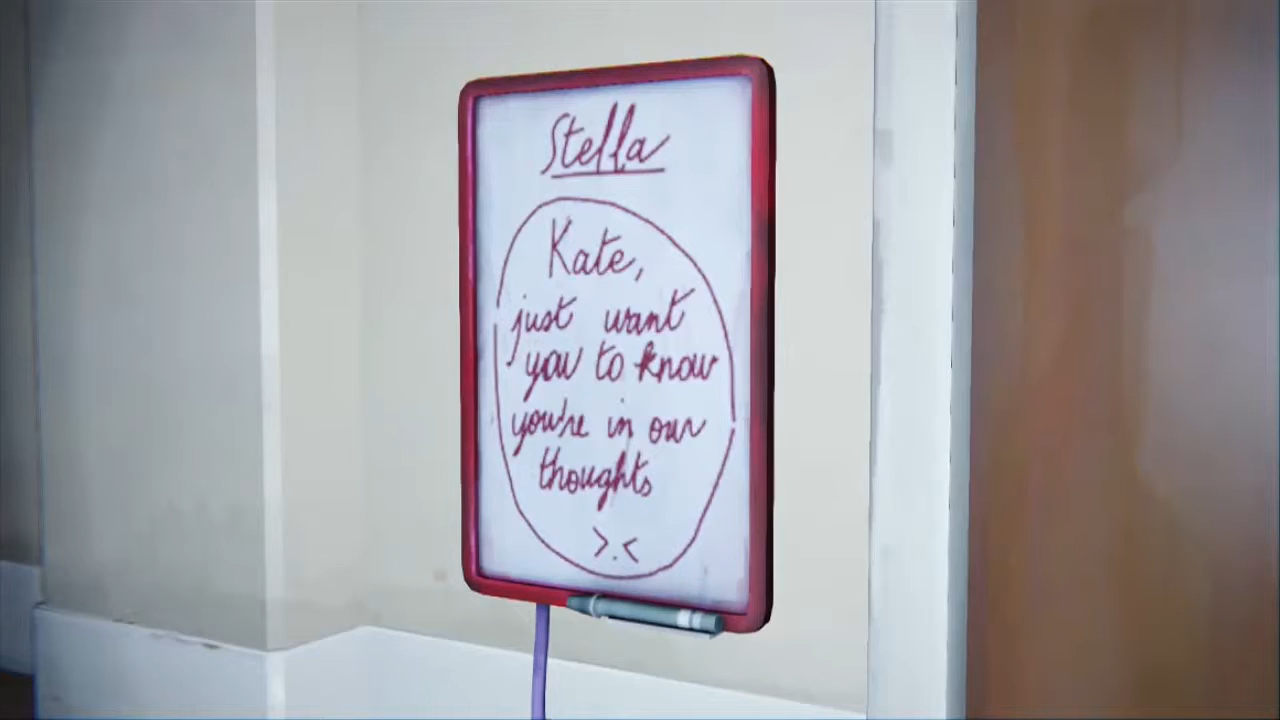 Stella
Kate,
just want
you to know
you're in our
thoughts
>.<